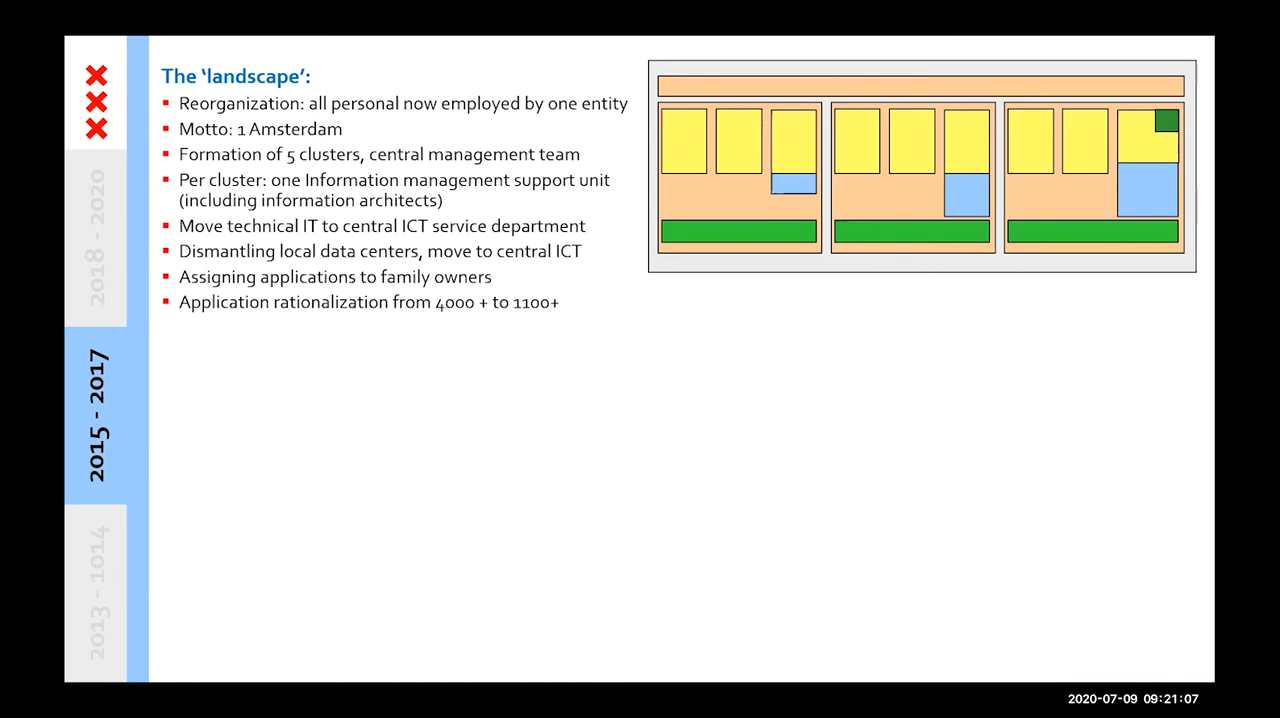 The ‘landscape’:
Reorganization: all personal now employed by one entity
Motto: 1 Amsterdam
Formation of 5 clusters, central management team
Per cluster: one Information management support unit
(including information architects)
Move technical IT to central ICT service department
Dismantling local data centers, move to central ICT
Assigning applications to family owners
Application rationalization from 4000 + to 1100+
2018 - 2020
2015 - 2017
2013 - 1014
2020-07-09 09:21:07